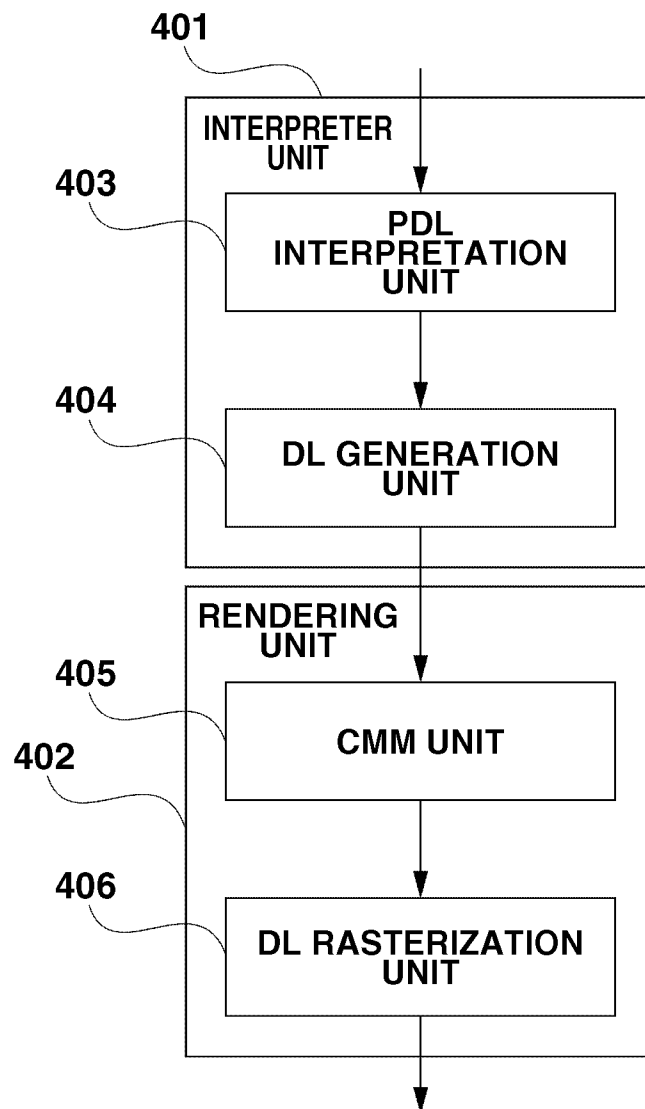 401
INTERPRETER
UNIT
403
PDL
INTERPRETATION
UNIT
404
DL GENERATION
UNIT
RENDERING
UNIT
405
CMM UNIT
402
406
DL RASTERIZATION
UNIT